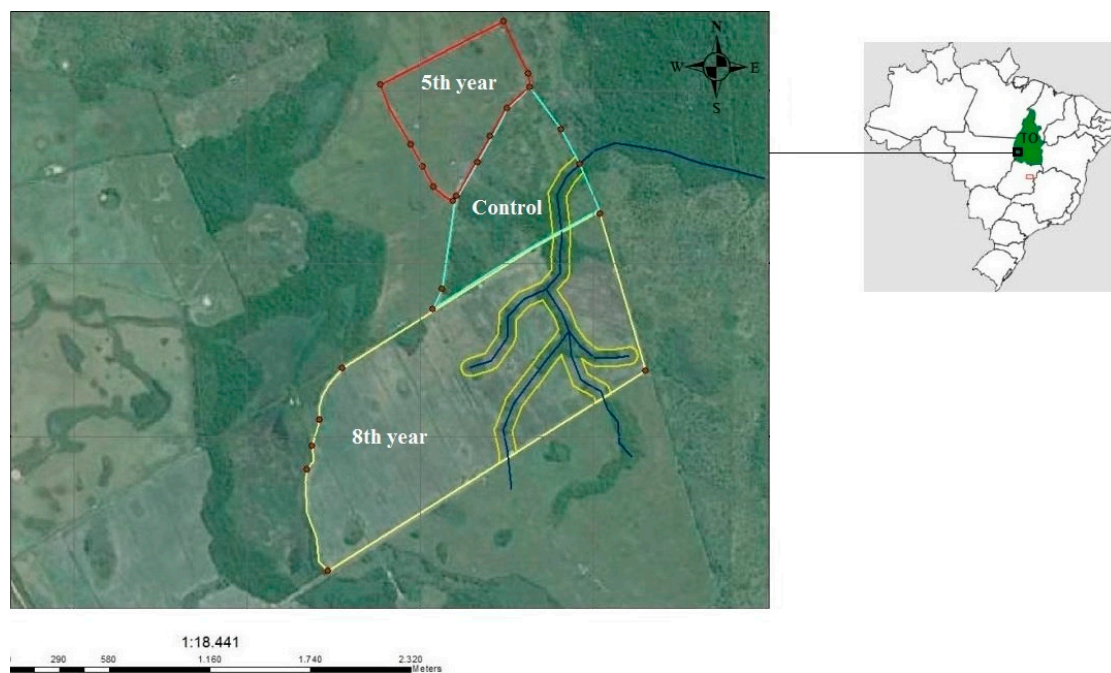 N
W E
S
5th year
Control
8th year
TO
1:18.441
290 580 1.160 1.740 2.320
Meters